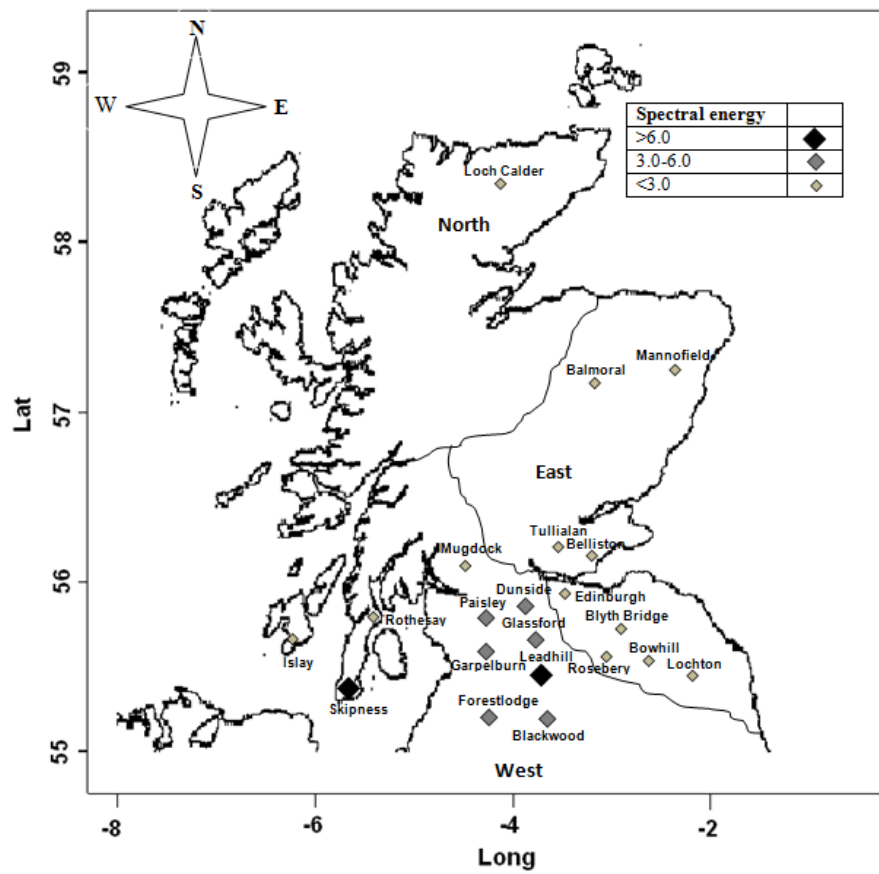 N
W E
S
Spectral energy
>6.0
3.0-6.0
<3.0
Loch Calder
North
Mannofield
Balmoral
East
Tullialan
Belliston
Mugdock
Dunside
Edinburgh
Paisley
Blyth Bridge
Rothesay
Glassford
Islay
Garpelburn
Leadhill
Rosebery
Bowhill
Lochton
Skipness
Forestlodge
Blackwood
West
59
58
57
56
55
Lat
-8 -6 -4 -2
Long